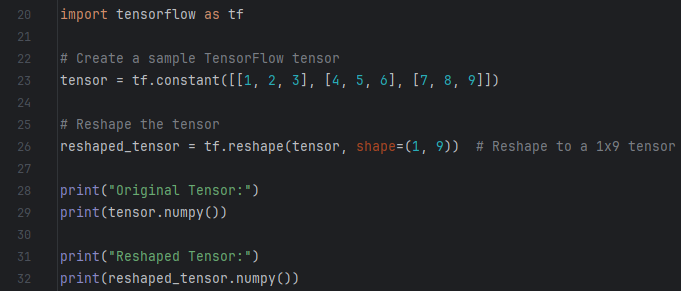 20 import tensorflow as tf
21
22 # Create a sample TensorFlow tensor
23 tensor = tf.constant([[1, 2, 3], [4, 5, 6], [7, 8, 9]])
24
25 # Reshape the tensor
26 reshaped_tensor = tf.reshape(tensor, shape=(1, 9))  # Reshape to a 1x9 tensor
27
28 print("Original Tensor:")
29 print(tensor.numpy())
30
31 print("Reshaped Tensor:")
32 print(reshaped_tensor.numpy())